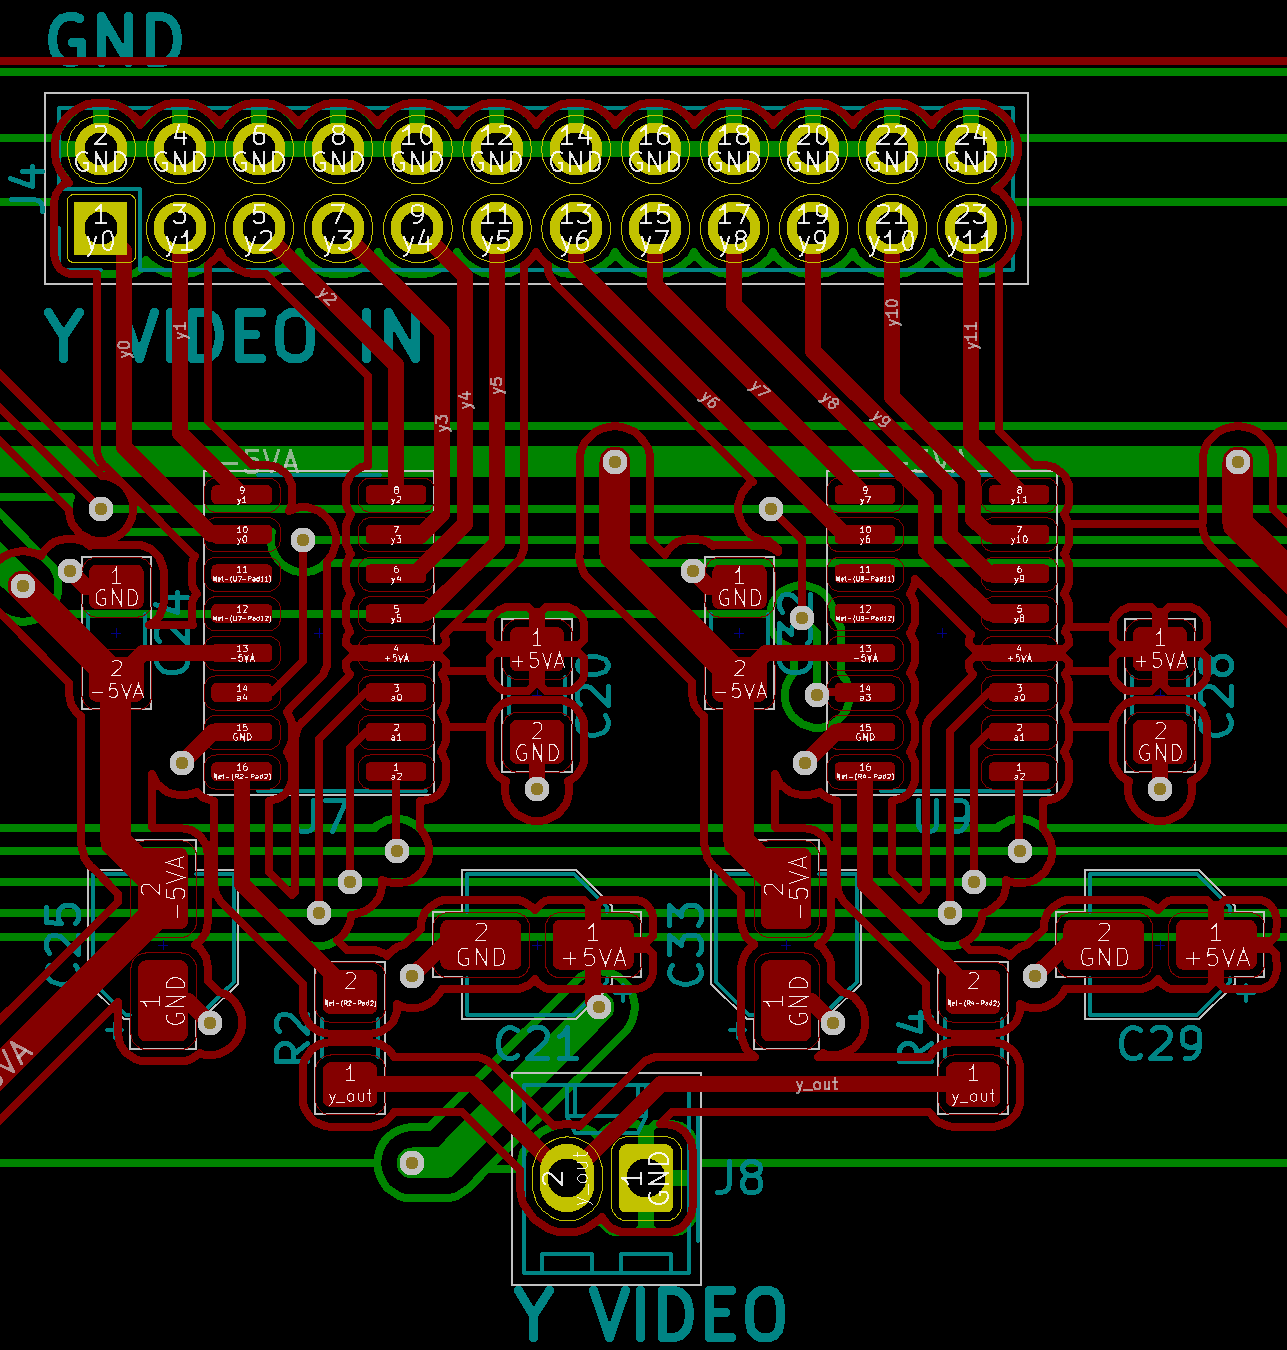 GND
2 4 6 8 10 12 14 16 18 20 22 24
GND GND GND GND GND GND GND GND GND GND GND GND
J4
1 3 5 7 9 11 13 15 17 19 21 23
y0 y1 y2 y3 y4 y5 y6 y7 y8 y9 y10 y11
Y VIDEO IN
y0 y1 y2 y3 y4 y5 y6 y7 y8 y9 y10 y11
-5VA
9 y1
10 y0
11 Net-(U7-Pad11)
12 Net-(U7-Pad12)
13 -5VA
14 a4
15 GND
16 Net-(R2-Pad2)
8 y2
7 y3
6 y4
5 y5
4 +5VA
3 a0
2 a1
1 a2
9 y7
10 y6
11 Net-(U9-Pad11)
12 Net-(U9-Pad12)
13 -5VA
14 a3
15 GND
16 Net-(R4-Pad2)
8 y11
7 y10
6 y9
5 y8
4 +5VA
3 a0
2 a1
1 a2
1 GND
2 -5VA
C24
1 +5VA
2 GND
C20
1 GND
2 -5VA
C32
1 +5VA
2 GND
C28
U7
U9
2 -5VA
1 GND
C25
+
2 GND
1 +5VA
C21
+
2 -5VA
1 GND
C33
+
2 GND
1 +5VA
C29
+
2 Net-(R2-Pad2)
1 y_out
R2
2 Net-(R4-Pad2)
1 y_out
R4
y_out
2 y_out
1 GND
J8
Y VIDEO